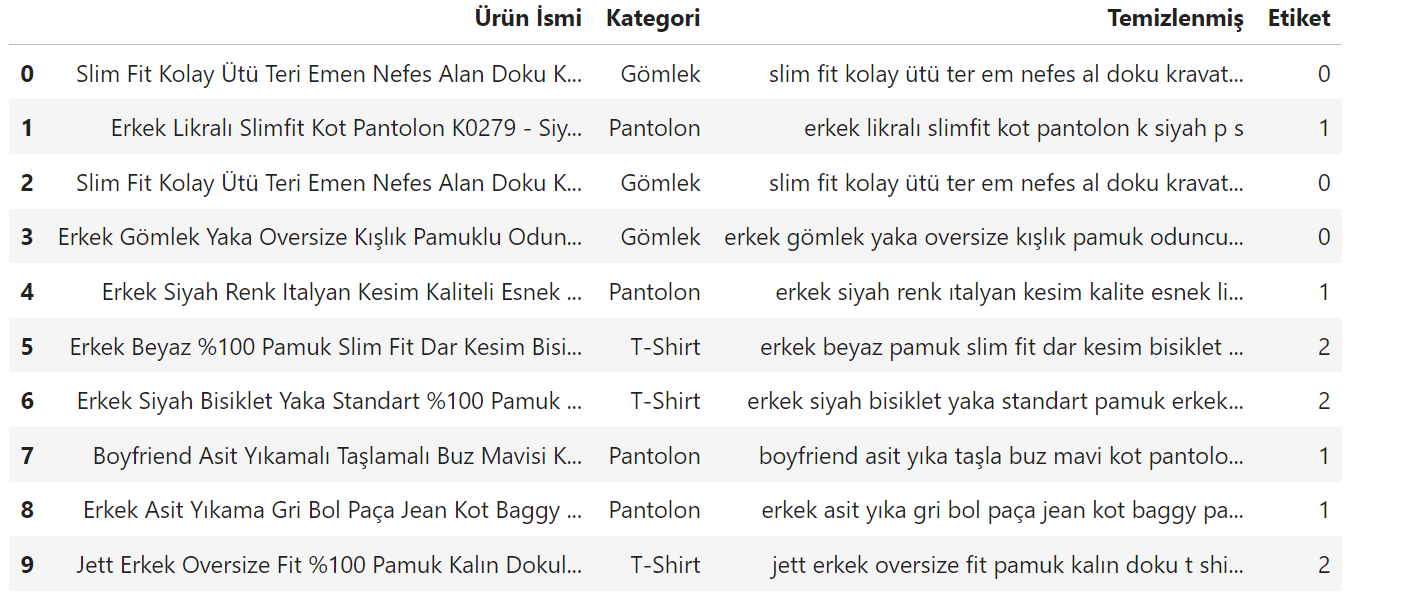 Ürün İsmi Kategori Temizlenmiş Etiket
0 Slim Fit Kolay Ütü Teri Emen Nefes Alan Doku K... Gömlek slim fit kolay ütü ter em nefes al doku kravat... 0
1 Erkek Likralı Slimfit Kot Pantolon K0279 - Siy... Pantolon erkek likralı slimfit kot pantolon k siyah p s 1
2 Slim Fit Kolay Ütü Teri Emen Nefes Alan Doku K... Gömlek slim fit kolay ütü ter em nefes al doku kravat... 0
3 Erkek Gömlek Yaka Oversize Kışlık Pamuklu Odun... Gömlek erkek gömlek yaka oversize kışlık pamuk oduncu... 0
4 Erkek Siyah Renk Italyan Kesim Kaliteli Esnek ... Pantolon erkek siyah renk ıtalyan kesim kalite esnek li... 1
5 Erkek Beyaz %100 Pamuk Slim Fit Dar Kesim Bisi... T-Shirt erkek beyaz pamuk slim fit dar kesim bisiklet ... 2
6 Erkek Siyah Bisiklet Yaka Standart %100 Pamuk ... T-Shirt erkek siyah bisiklet yaka standart pamuk erkek... 2
7 Boyfriend Asit Yıkamalı Taşlamalı Buz Mavisi K... Pantolon boyfriend asit yıka taşla buz mavi kot pantolo... 1
8 Erkek Asit Yıkama Gri Bol Paça Jean Kot Baggy ... Pantolon erkek asit yıka gri bol paça jean kot baggy pa... 1
9 Jett Erkek Oversize Fit %100 Pamuk Kalın Dokul... T-Shirt jett erkek oversize fit pamuk kalın doku t shi... 2